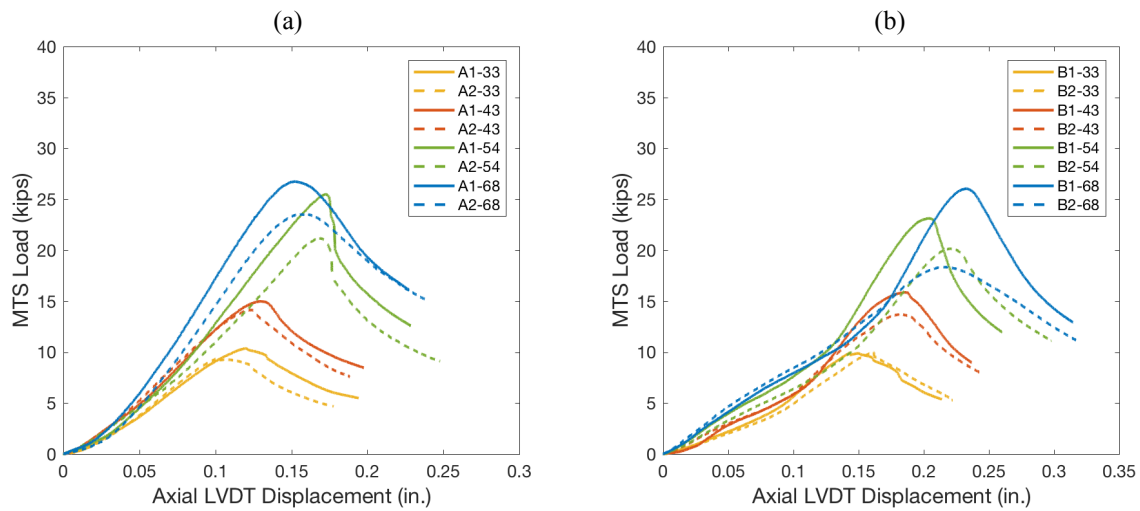 (a)
40
35
30
25
20
15
10
5
0
0 0.05 0.1 0.15 0.2 0.25 0.3
MTS Load (kips)
Axial LVDT Displacement (in.)
A1-33
A2-33
A1-43
A2-43
A1-54
A2-54
A1-68
A2-68
(b)
40
35
30
25
20
15
10
5
0
0 0.05 0.1 0.15 0.2 0.25 0.3 0.35
MTS Load (kips)
Axial LVDT Displacement (in.)
B1-33
B2-33
B1-43
B2-43
B1-54
B2-54
B1-68
B2-68